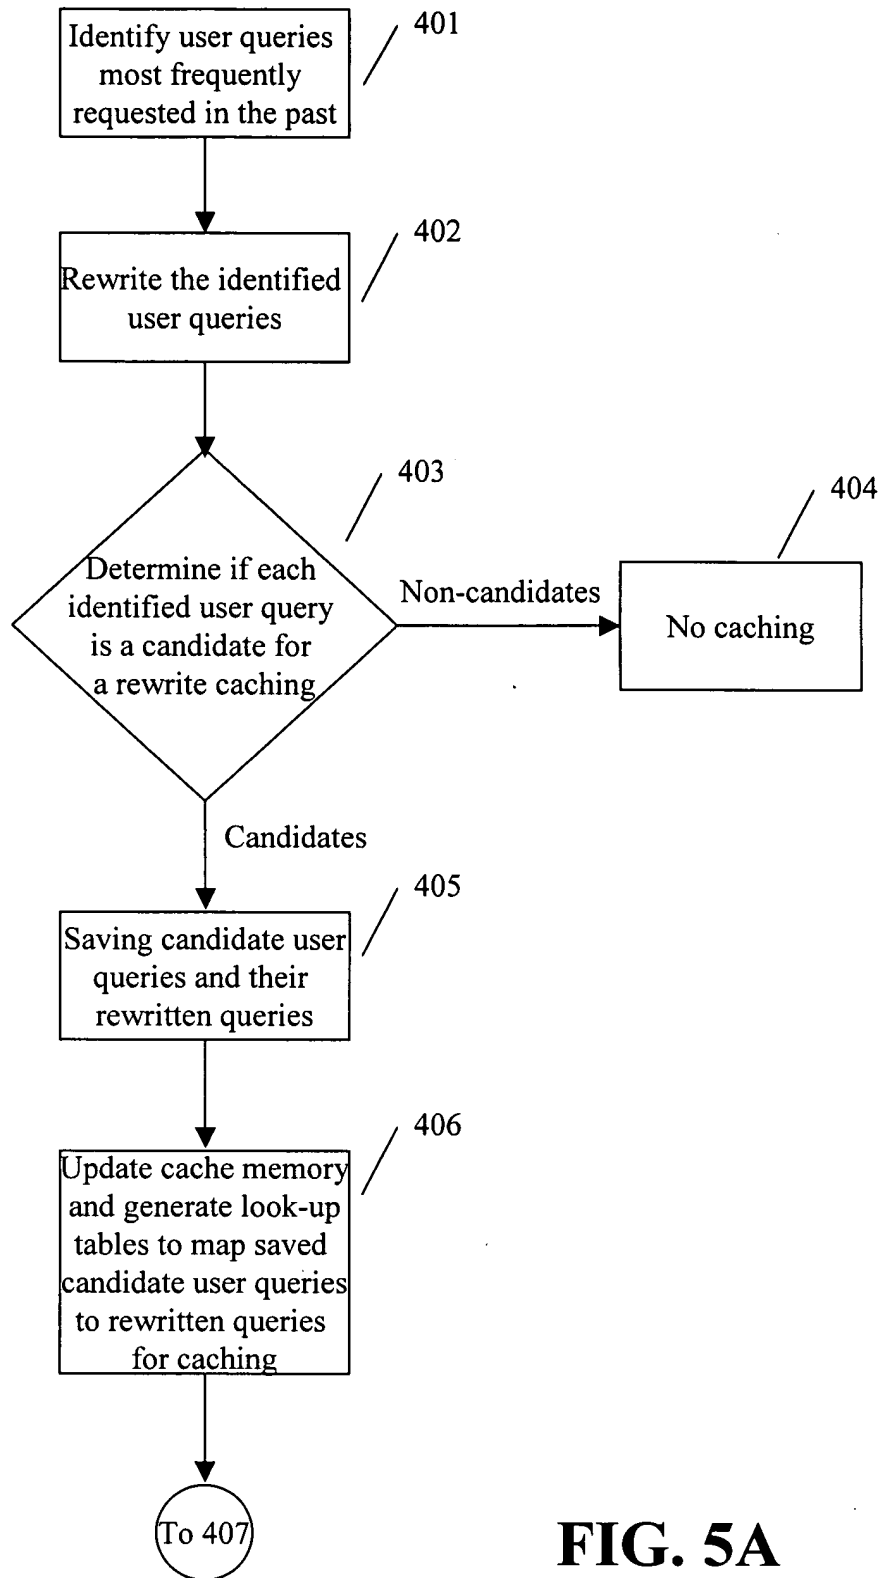 Identify user queries
most frequently
requested in the past
401
Rewrite the identified
user queries
402
Determine if each
identified user query
is a candidate for
a rewrite caching
403
Non-candidates
404
No caching
Candidates
405
Saving candidate user
queries and their
rewritten queries
406
Update cache memory
and generate look-up
tables to map saved
candidate user queries
to rewritten queries
for caching
To 407
FIG. 5A